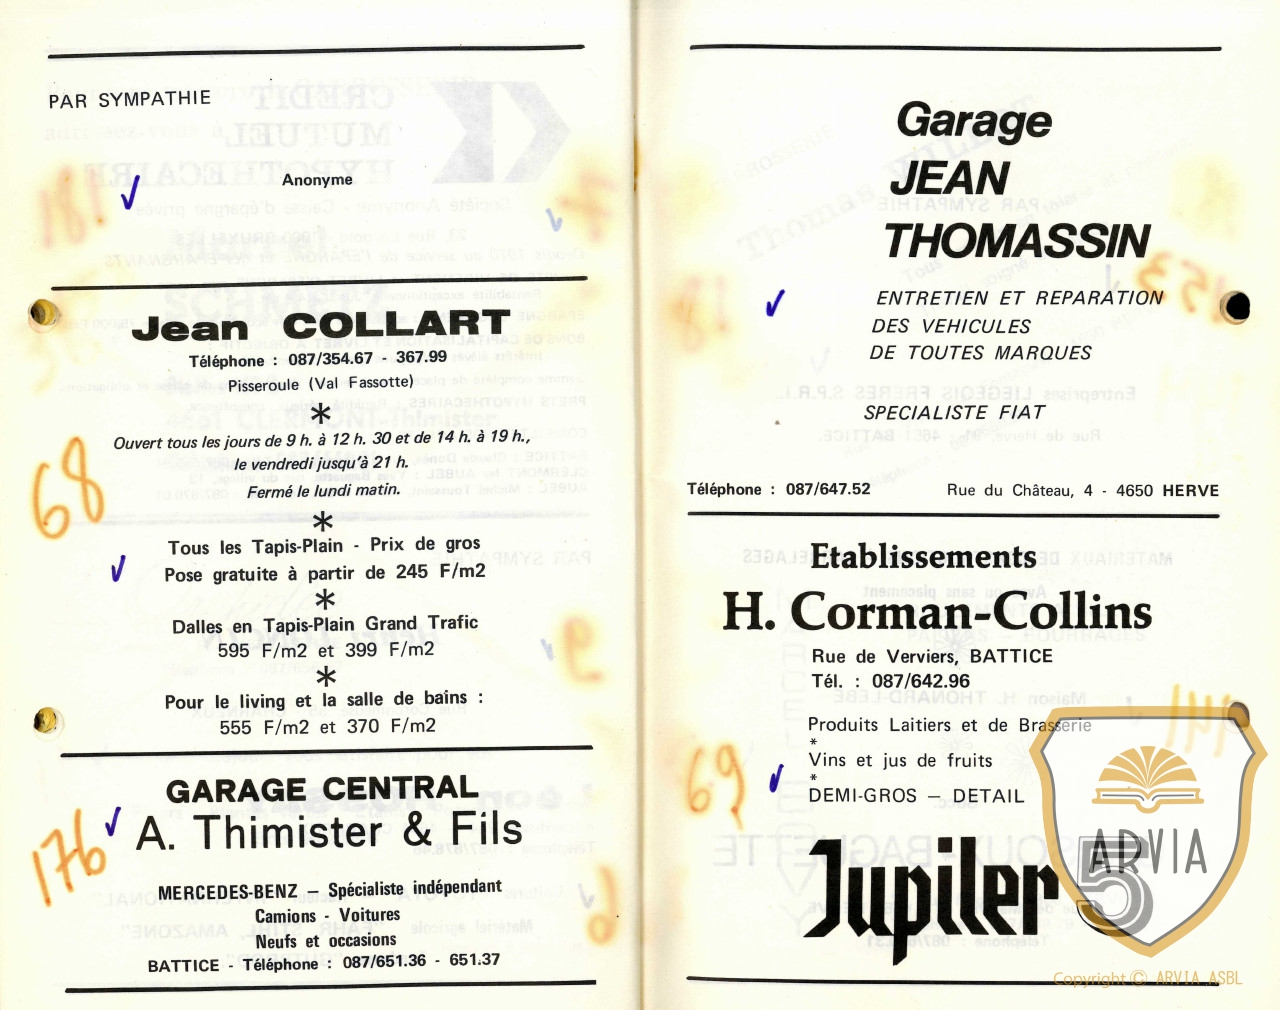 PAR SYMPATHIE
Anonyme
Jean COLLART
Téléphone : 087/354.67 - 367.99
Pisseroule (Val Fassotte)
*
Ouvert tous les jours de 9 h. à 12 h. 30 et de 14 h. à 19 h.,
le vendredi jusqu'à 21 h.
Fermé le lundi matin.
*
68
Tous les Tapis-Plain - Prix de gros
Pose gratuite à partir de 245 F/m2
*
Dalles en Tapis-Plain Grand Trafic
595 F/m2 et 399 F/m2
*
Pour le living et la salle de bains :
555 F/m2 et 370 F/m2
GARAGE CENTRAL
A. Thimister & Fils
176
MERCEDES-BENZ — Spécialiste indépendant
Camions - Voitures
Neufs et occasions
BATTICE - Téléphone : 087/651.36 - 651.37
Garage
JEAN
THOMASSIN
ENTRETIEN ET REPARATION
DES VEHICULES
DE TOUTES MARQUES
SPECIALISTE FIAT
Téléphone : 087/647.52 Rue du Château, 4 - 4650 HERVE
Etablissements
H. Corman-Collins
Rue de Verviers, BATTICE
Tél. : 087/642.96
69
Produits Laitiers et de Brasserie
*
Vins et jus de fruits
*
DEMI-GROS — DETAIL
Jupiler 5
ARVIA
Copyright © ARVIA ASBL